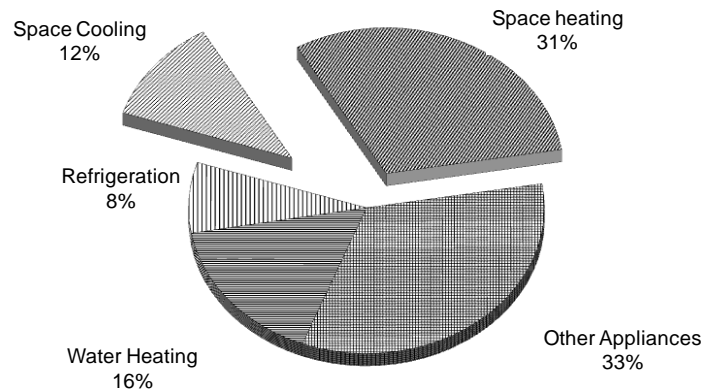 Space Cooling
12%
Space heating
31%
Refrigeration
8%
Water Heating
16%
Other Appliances
33%